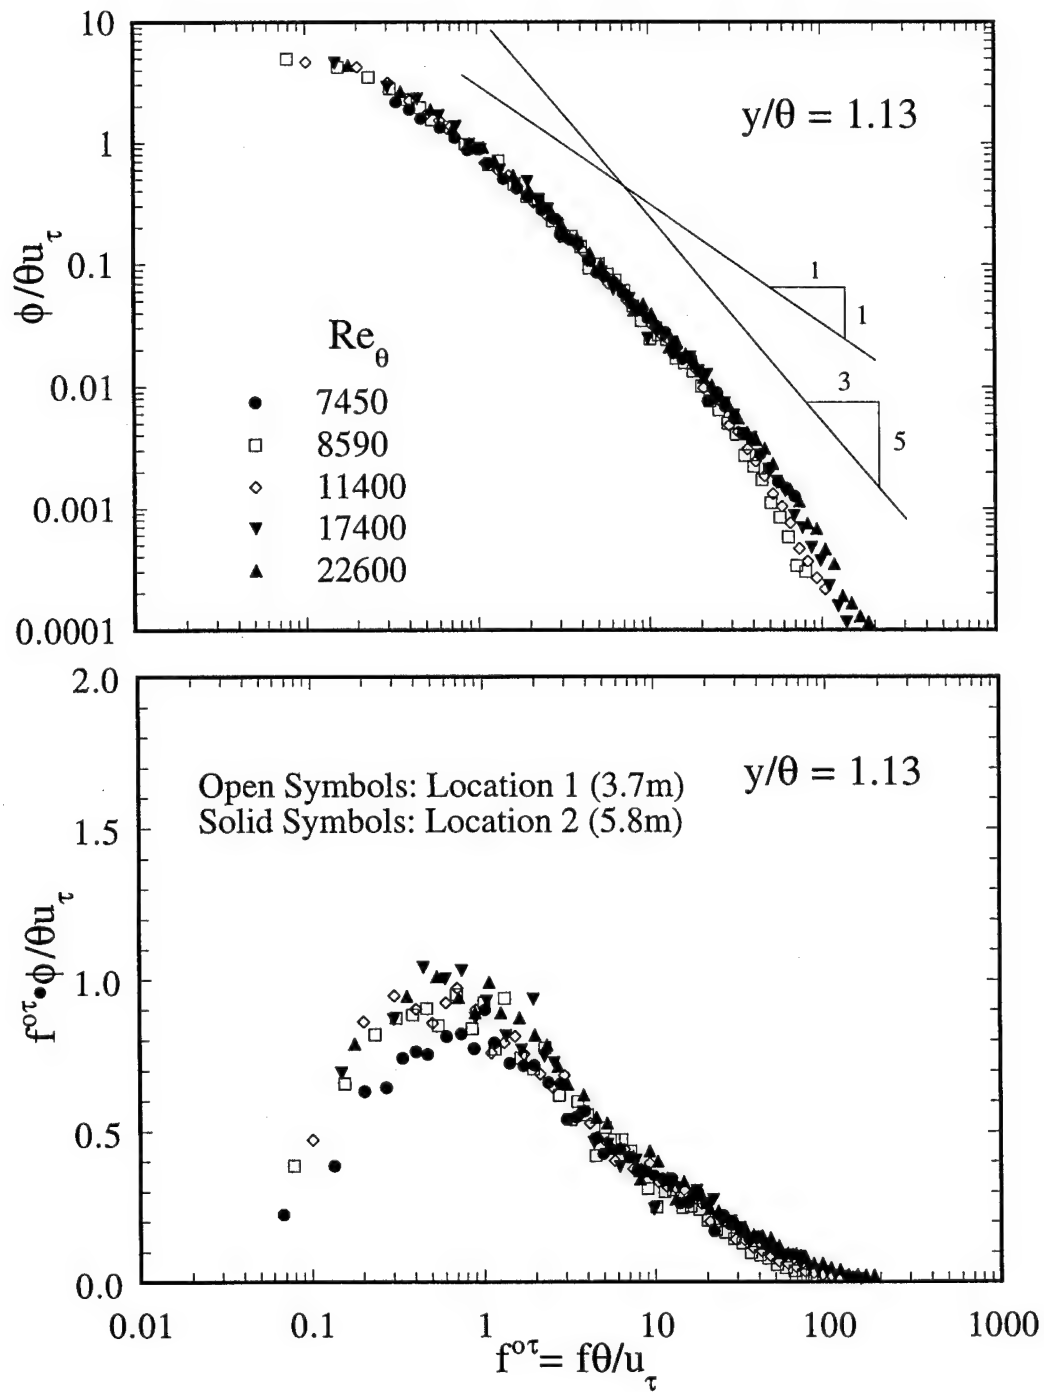 10
1
0.1
0.01
0.001
0.0001
ϕ/θu_τ
y/θ = 1.13
1
1
3
5
Re_θ
7450
8590
11400
17400
22600
2.0
1.5
1.0
0.5
0.0
f^oτ•ϕ/θu_τ
Open Symbols: Location 1 (3.7m)
Solid Symbols: Location 2 (5.8m)
y/θ = 1.13
0.01 0.1 1 10 100 1000
f^oτ= fθ/u_τ